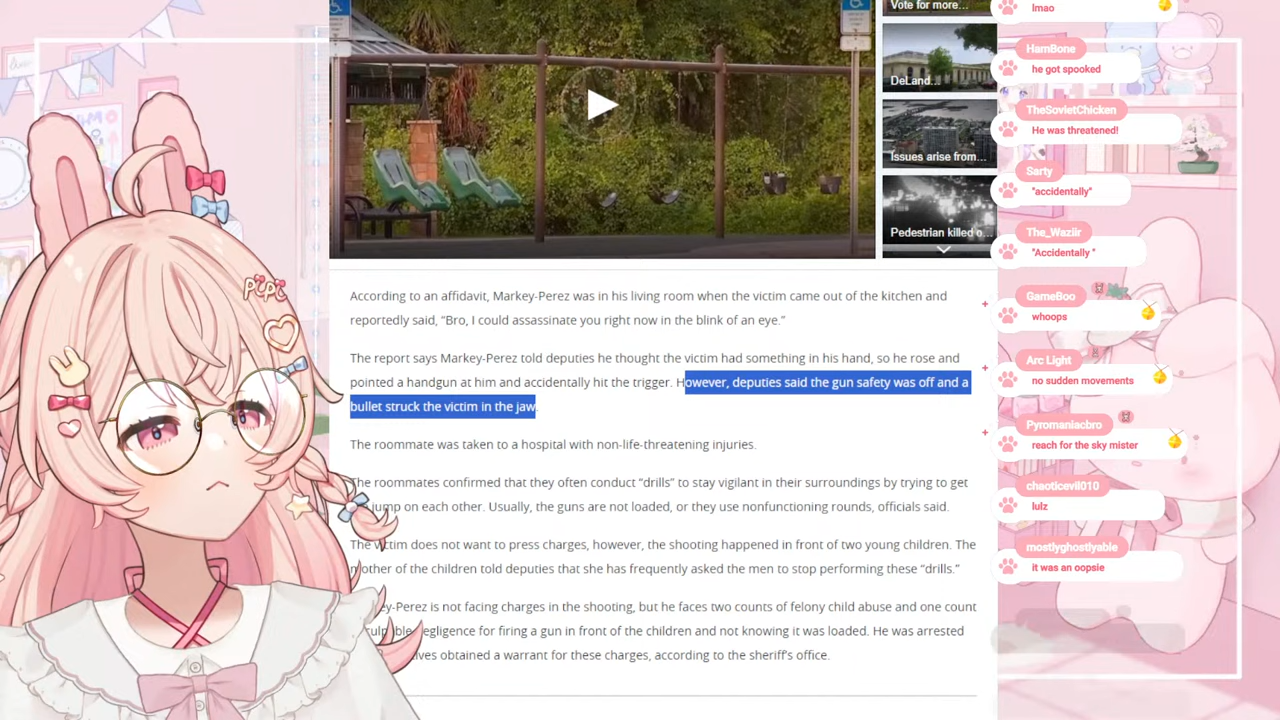 Vote for more...
DeLand...
Issues arise from...
Pedestrian killed o...
PiPi
According to an affidavit, Markey-Perez was in his living room when the victim came out of the kitchen and
reportedly said, “Bro, I could assassinate you right now in the blink of an eye.”
The report says Markey-Perez told deputies he thought the victim had something in his hand, so he rose and
pointed a handgun at him and accidentally hit the trigger. However, deputies said the gun safety was off and a
bullet struck the victim in the jaw.
The roommate was taken to a hospital with non-life-threatening injuries.
The roommates confirmed that they often conduct “drills” to stay vigilant in their surroundings by trying to get
jump on each other. Usually, the guns are not loaded, or they use nonfunctioning rounds, officials said.
The victim does not want to press charges, however, the shooting happened in front of two young children. The
mother of the children told deputies that she has frequently asked the men to stop performing these “drills.”
ey-Perez is not facing charges in the shooting, but he faces two counts of felony child abuse and one count
negligence for firing a gun in front of the children and not knowing it was loaded. He was arrested
ives obtained a warrant for these charges, according to the sheriff’s office.
lmao
HamBone
he got spooked
TheSovietChicken
He was threatened!
Sarty
"accidentally"
The_Waziir
"Accidentally "
GameBoo
whoops
Arc Light
no sudden movements
Pyromaniacbro
reach for the sky mister
chaoticevil010
lulz
mostlyghostlyable
it was an oopsie